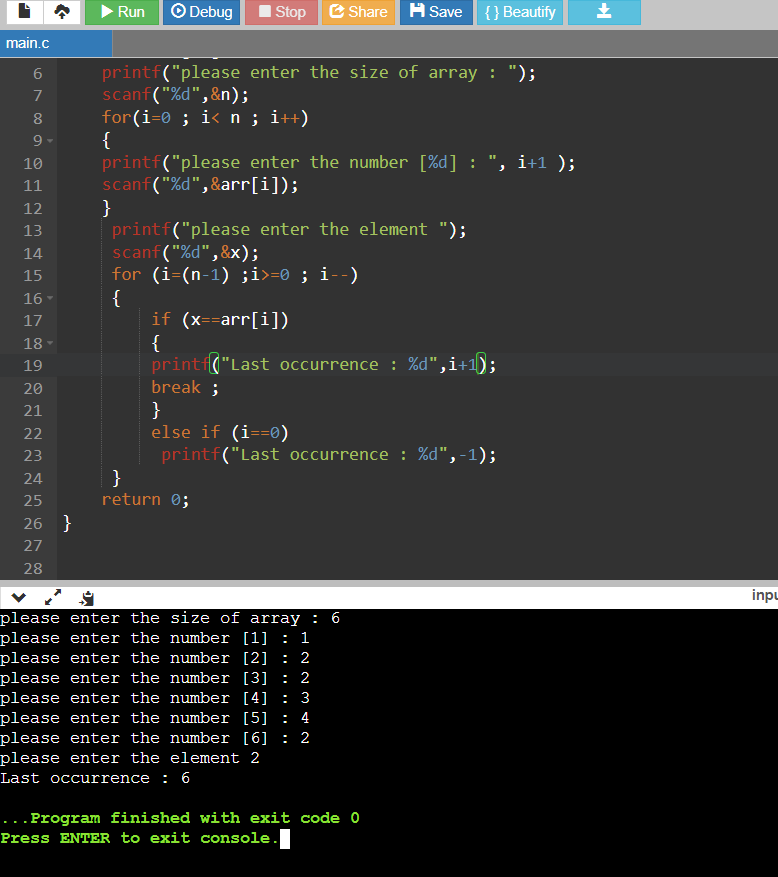 Run Debug Stop Share Save { } Beautify
main.c
6 printf("please enter the size of array : ");
7 scanf("%d",&n);
8 for(i=0 ; i< n ; i++)
9 {
10 printf("please enter the number [%d] : ", i+1 );
11 scanf("%d",&arr[i]);
12 }
13 printf("please enter the element ");
14 scanf("%d",&x);
15 for (i=(n-1) ;i>=0 ; i--)
16 {
17 if (x==arr[i])
18 {
19 printf("Last occurrence : %d",i+1);
20 break ;
21 }
22 else if (i==0)
23 printf("Last occurrence : %d",-1);
24 }
25 return 0;
26 }
27
28
inpu
please enter the size of array : 6
please enter the number [1] : 1
please enter the number [2] : 2
please enter the number [3] : 2
please enter the number [4] : 3
please enter the number [5] : 4
please enter the number [6] : 2
please enter the element 2
Last occurrence : 6
...Program finished with exit code 0
Press ENTER to exit console.